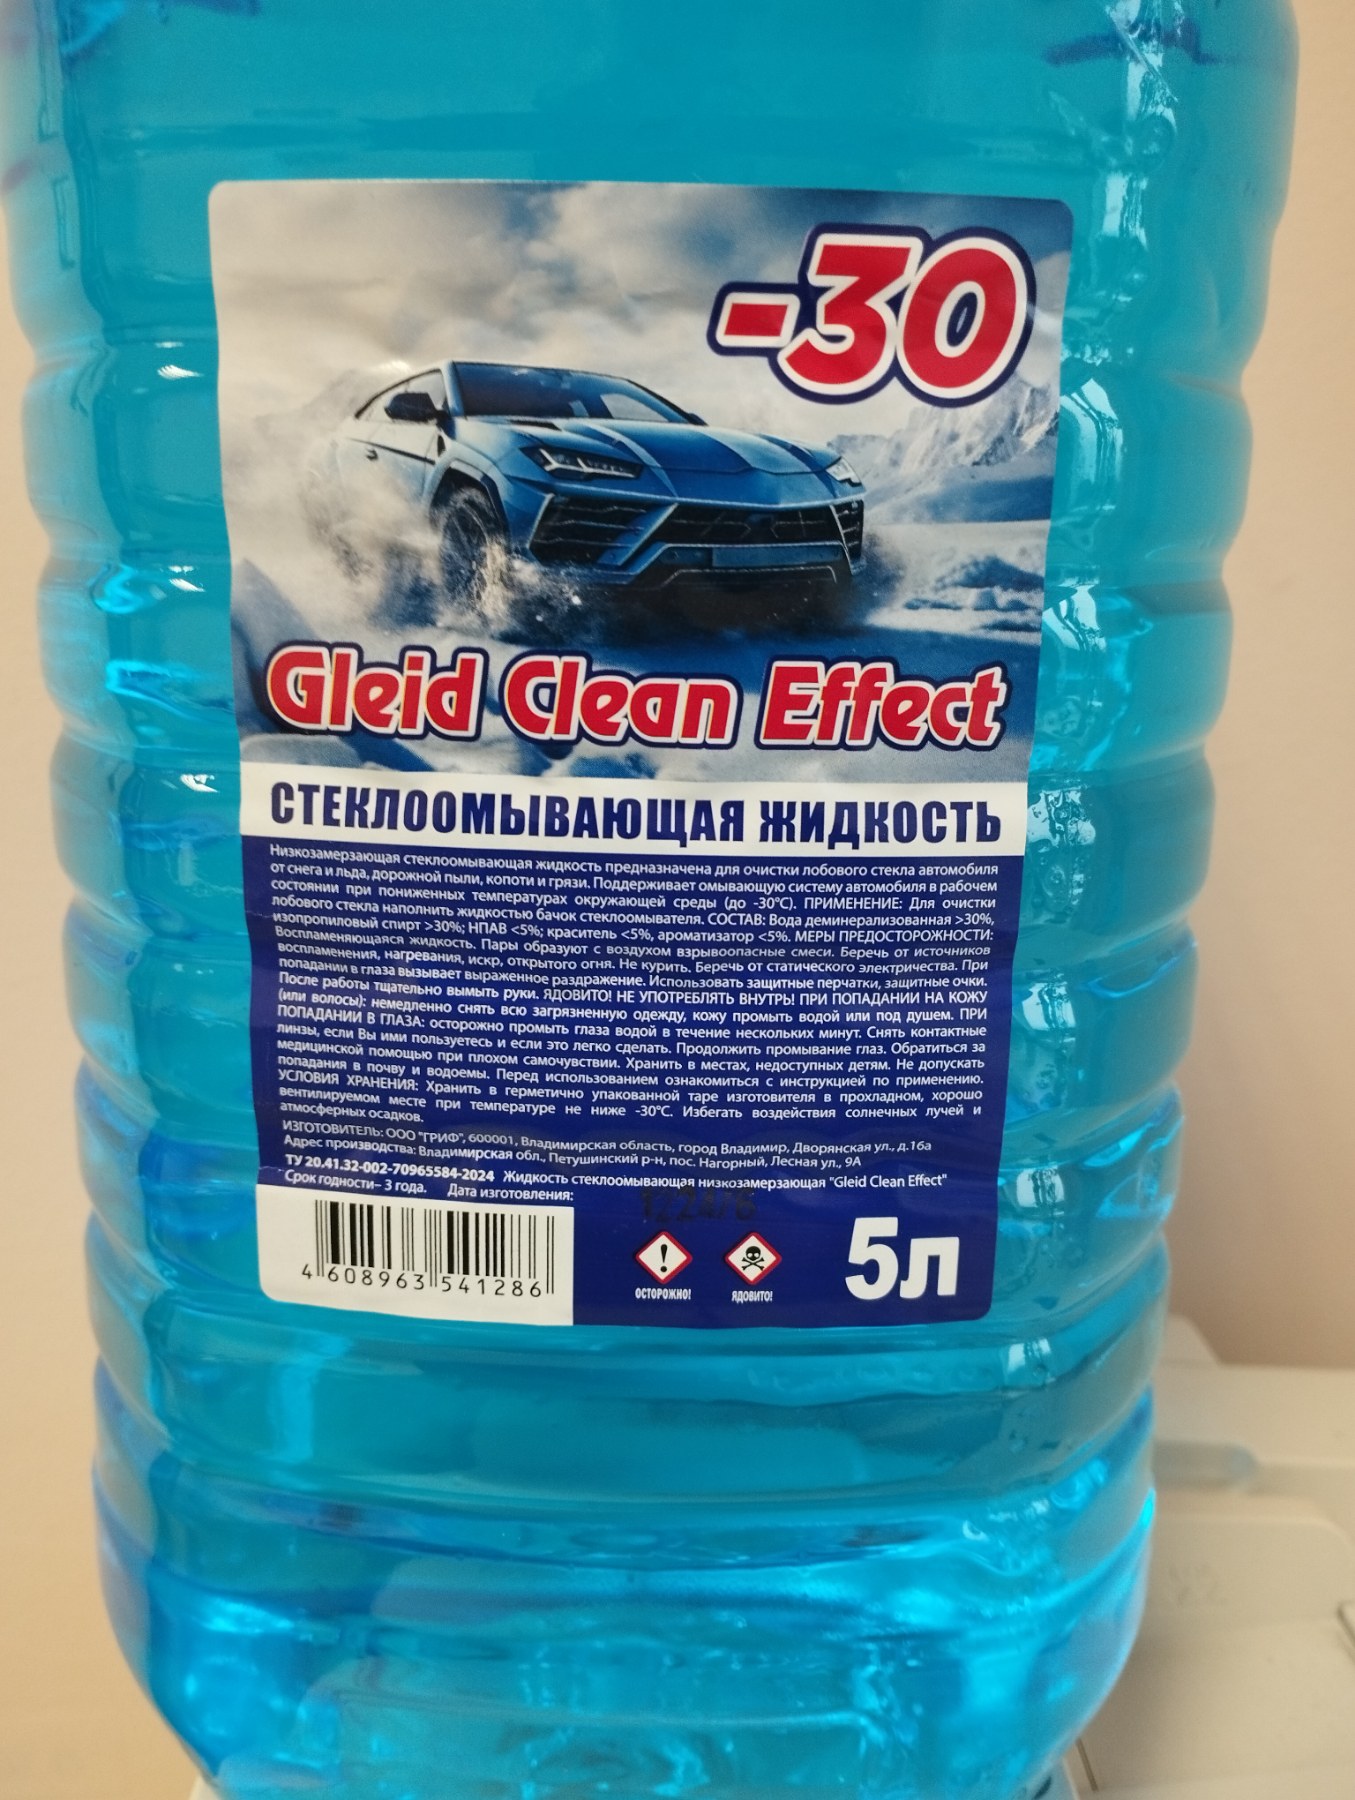 -30
Gleid Clean Effect
СТЕКЛООМЫВАЮЩАЯ ЖИДКОСТЬ
Низкозамерзающая стеклоомывающая жидкость предназначена для очистки лобового стекла автомобиля
от снега и льда, дорожной пыли, копоти и грязи. Поддерживает омывающую систему автомобиля в рабочем
состоянии при пониженных температурах окружающей среды (до -30°С). ПРИМЕНЕНИЕ: Для очистки
лобового стекла наполнить жидкостью бачок стеклоомывателя. СОСТАВ: Вода деминерализованная >30%,
изопропиловый спирт >30%; НПАВ <5%; краситель <5%, ароматизатор <5%. МЕРЫ ПРЕДОСТОРОЖНОСТИ:
Воспламеняющаяся жидкость. Пары образуют с воздухом взрывоопасные смеси. Беречь от источников
воспламенения, нагревания, искр, открытого огня. Не курить. Беречь от статического электричества. При
попадании в глаза вызывает выраженное раздражение. Использовать защитные перчатки, защитные очки.
После работы тщательно вымыть руки. ЯДОВИТО! НЕ УПОТРЕБЛЯТЬ ВНУТРЬ! ПРИ ПОПАДАНИИ НА КОЖУ
(или волосы): немедленно снять всю загрязненную одежду, кожу промыть водой или под душем. ПРИ
ПОПАДАНИИ В ГЛАЗА: осторожно промыть глаза водой в течение нескольких минут. Снять контактные
линзы, если Вы ими пользуетесь и если это легко сделать. Продолжить промывание глаз. Обратиться за
медицинской помощью при плохом самочувствии. Хранить в местах, недоступных детям. Не допускать
попадания в почву и водоемы. Перед использованием ознакомиться с инструкцией по применению.
УСЛОВИЯ ХРАНЕНИЯ: Хранить в герметично упакованной таре изготовителя в прохладном, хорошо
вентилируемом месте при температуре не ниже -30°С. Избегать воздействия солнечных лучей и
атмосферных осадков.
ИЗГОТОВИТЕЛЬ: ООО "ГРИФ", 600001, Владимирская область, город Владимир, Дворянская ул., д.16а
Адрес производства: Владимирская обл., Петушинский р-н, пос. Нагорный, Лесная ул., 9А
ТУ 20.41.32-002-70965584-2024 Жидкость стеклоомывающая низкозамерзающая "Gleid Clean Effect"
Срок годности– 3 года. Дата изготовления:
1224/6
4 608963 541286
ОСТОРОЖНО! ЯДОВИТО!
5л